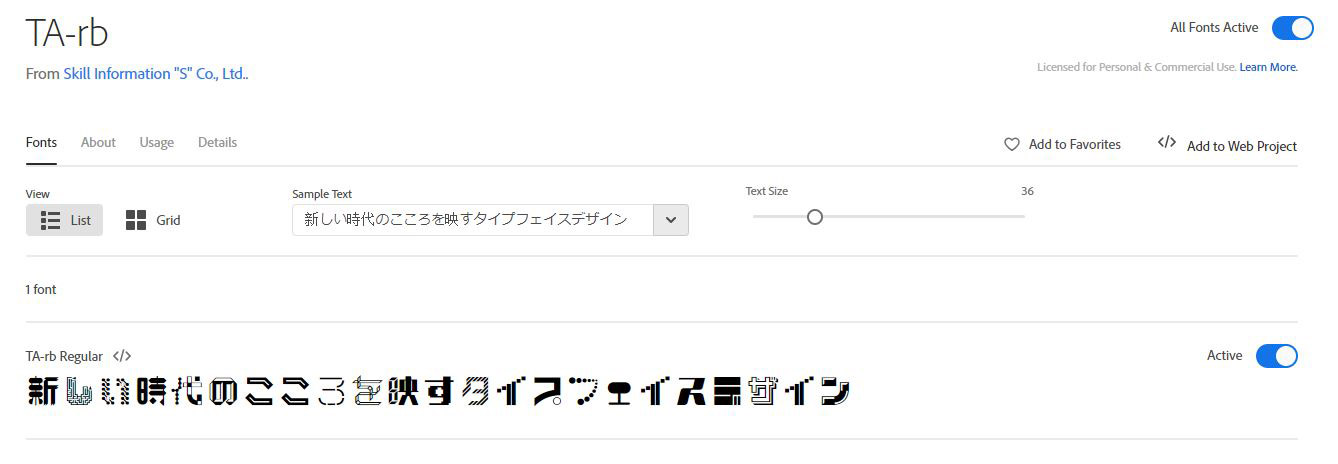 TA-rb
All Fonts Active
From Skill Information "S" Co., Ltd..
Licensed for Personal & Commercial Use. Learn More.
Fonts About Usage Details
Add to Favorites
</> Add to Web Project
View
Sample Text
Text Size 36
List
Grid
新しい時代のこころを映すタイプフェイスデザイン
1 font
TA-rb Regular </>
Active
新しい時代のこころを映すタイプフェイスデザイン